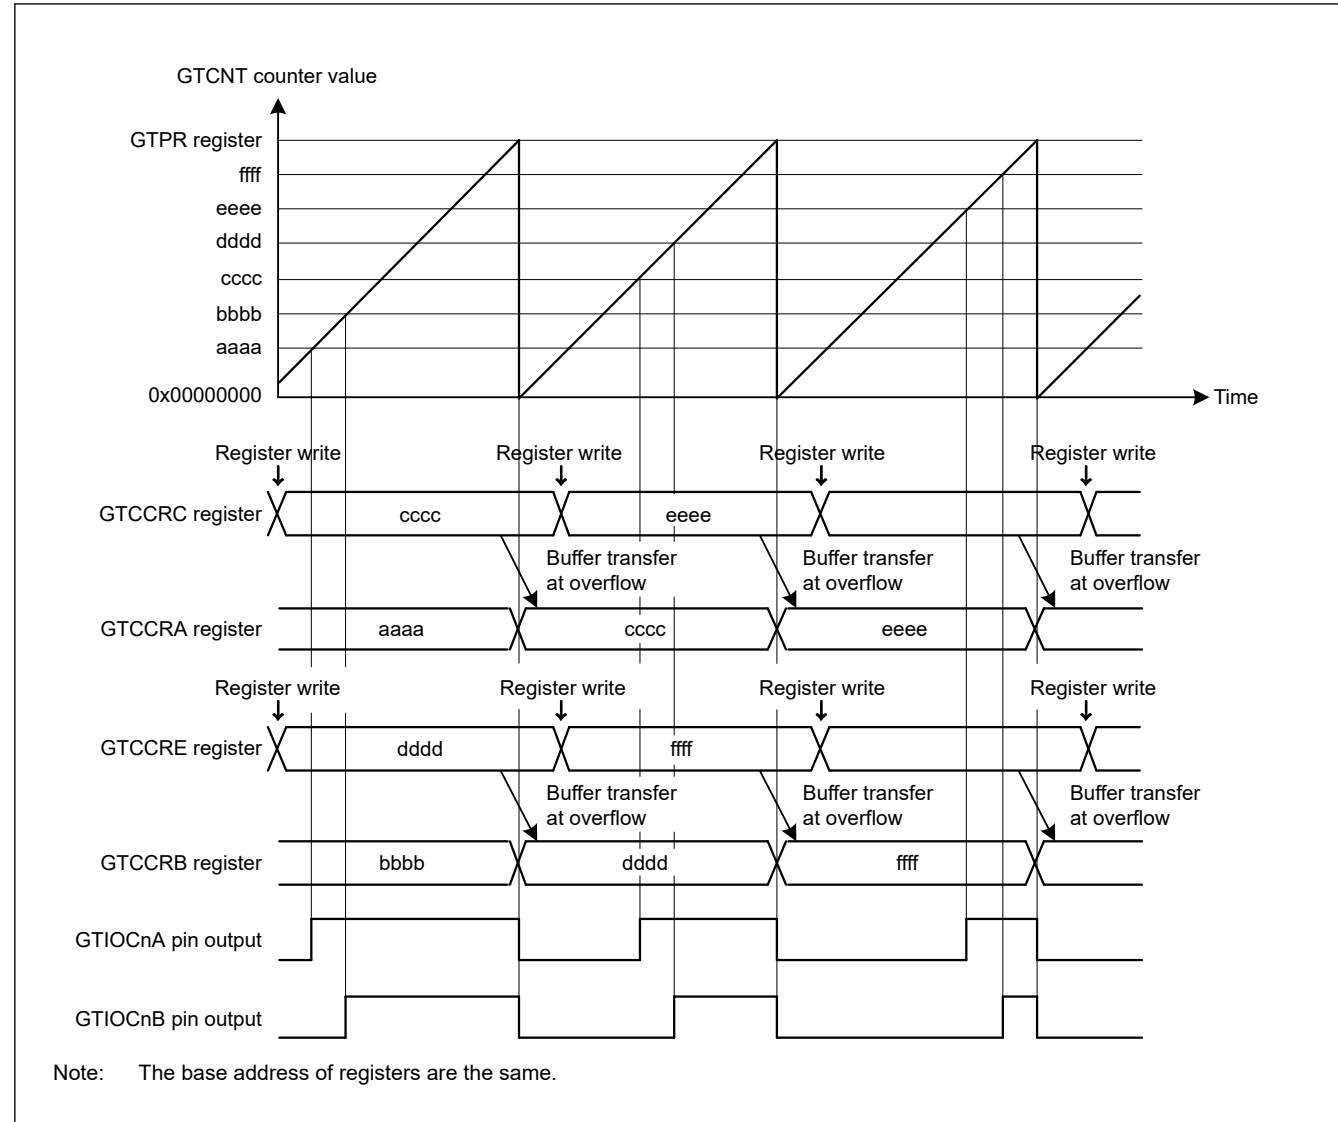 GTCNT counter value
GTPR register
ffff
eeee
dddd
cccc
bbbb
aaaa
0x00000000
Time
Register write Register write Register write Register write
GTCCRC register cccc eeee
Buffer transfer Buffer transfer Buffer transfer
at overflow at overflow at overflow
GTCCRA register aaaa cccc eeee
Register write Register write Register write Register write
GTCCRE register dddd ffff
Buffer transfer Buffer transfer Buffer transfer
at overflow at overflow at overflow
GTCCRB register bbbb dddd ffff
GTIOCnA pin output
GTIOCnB pin output
Note: The base address of registers are the same.